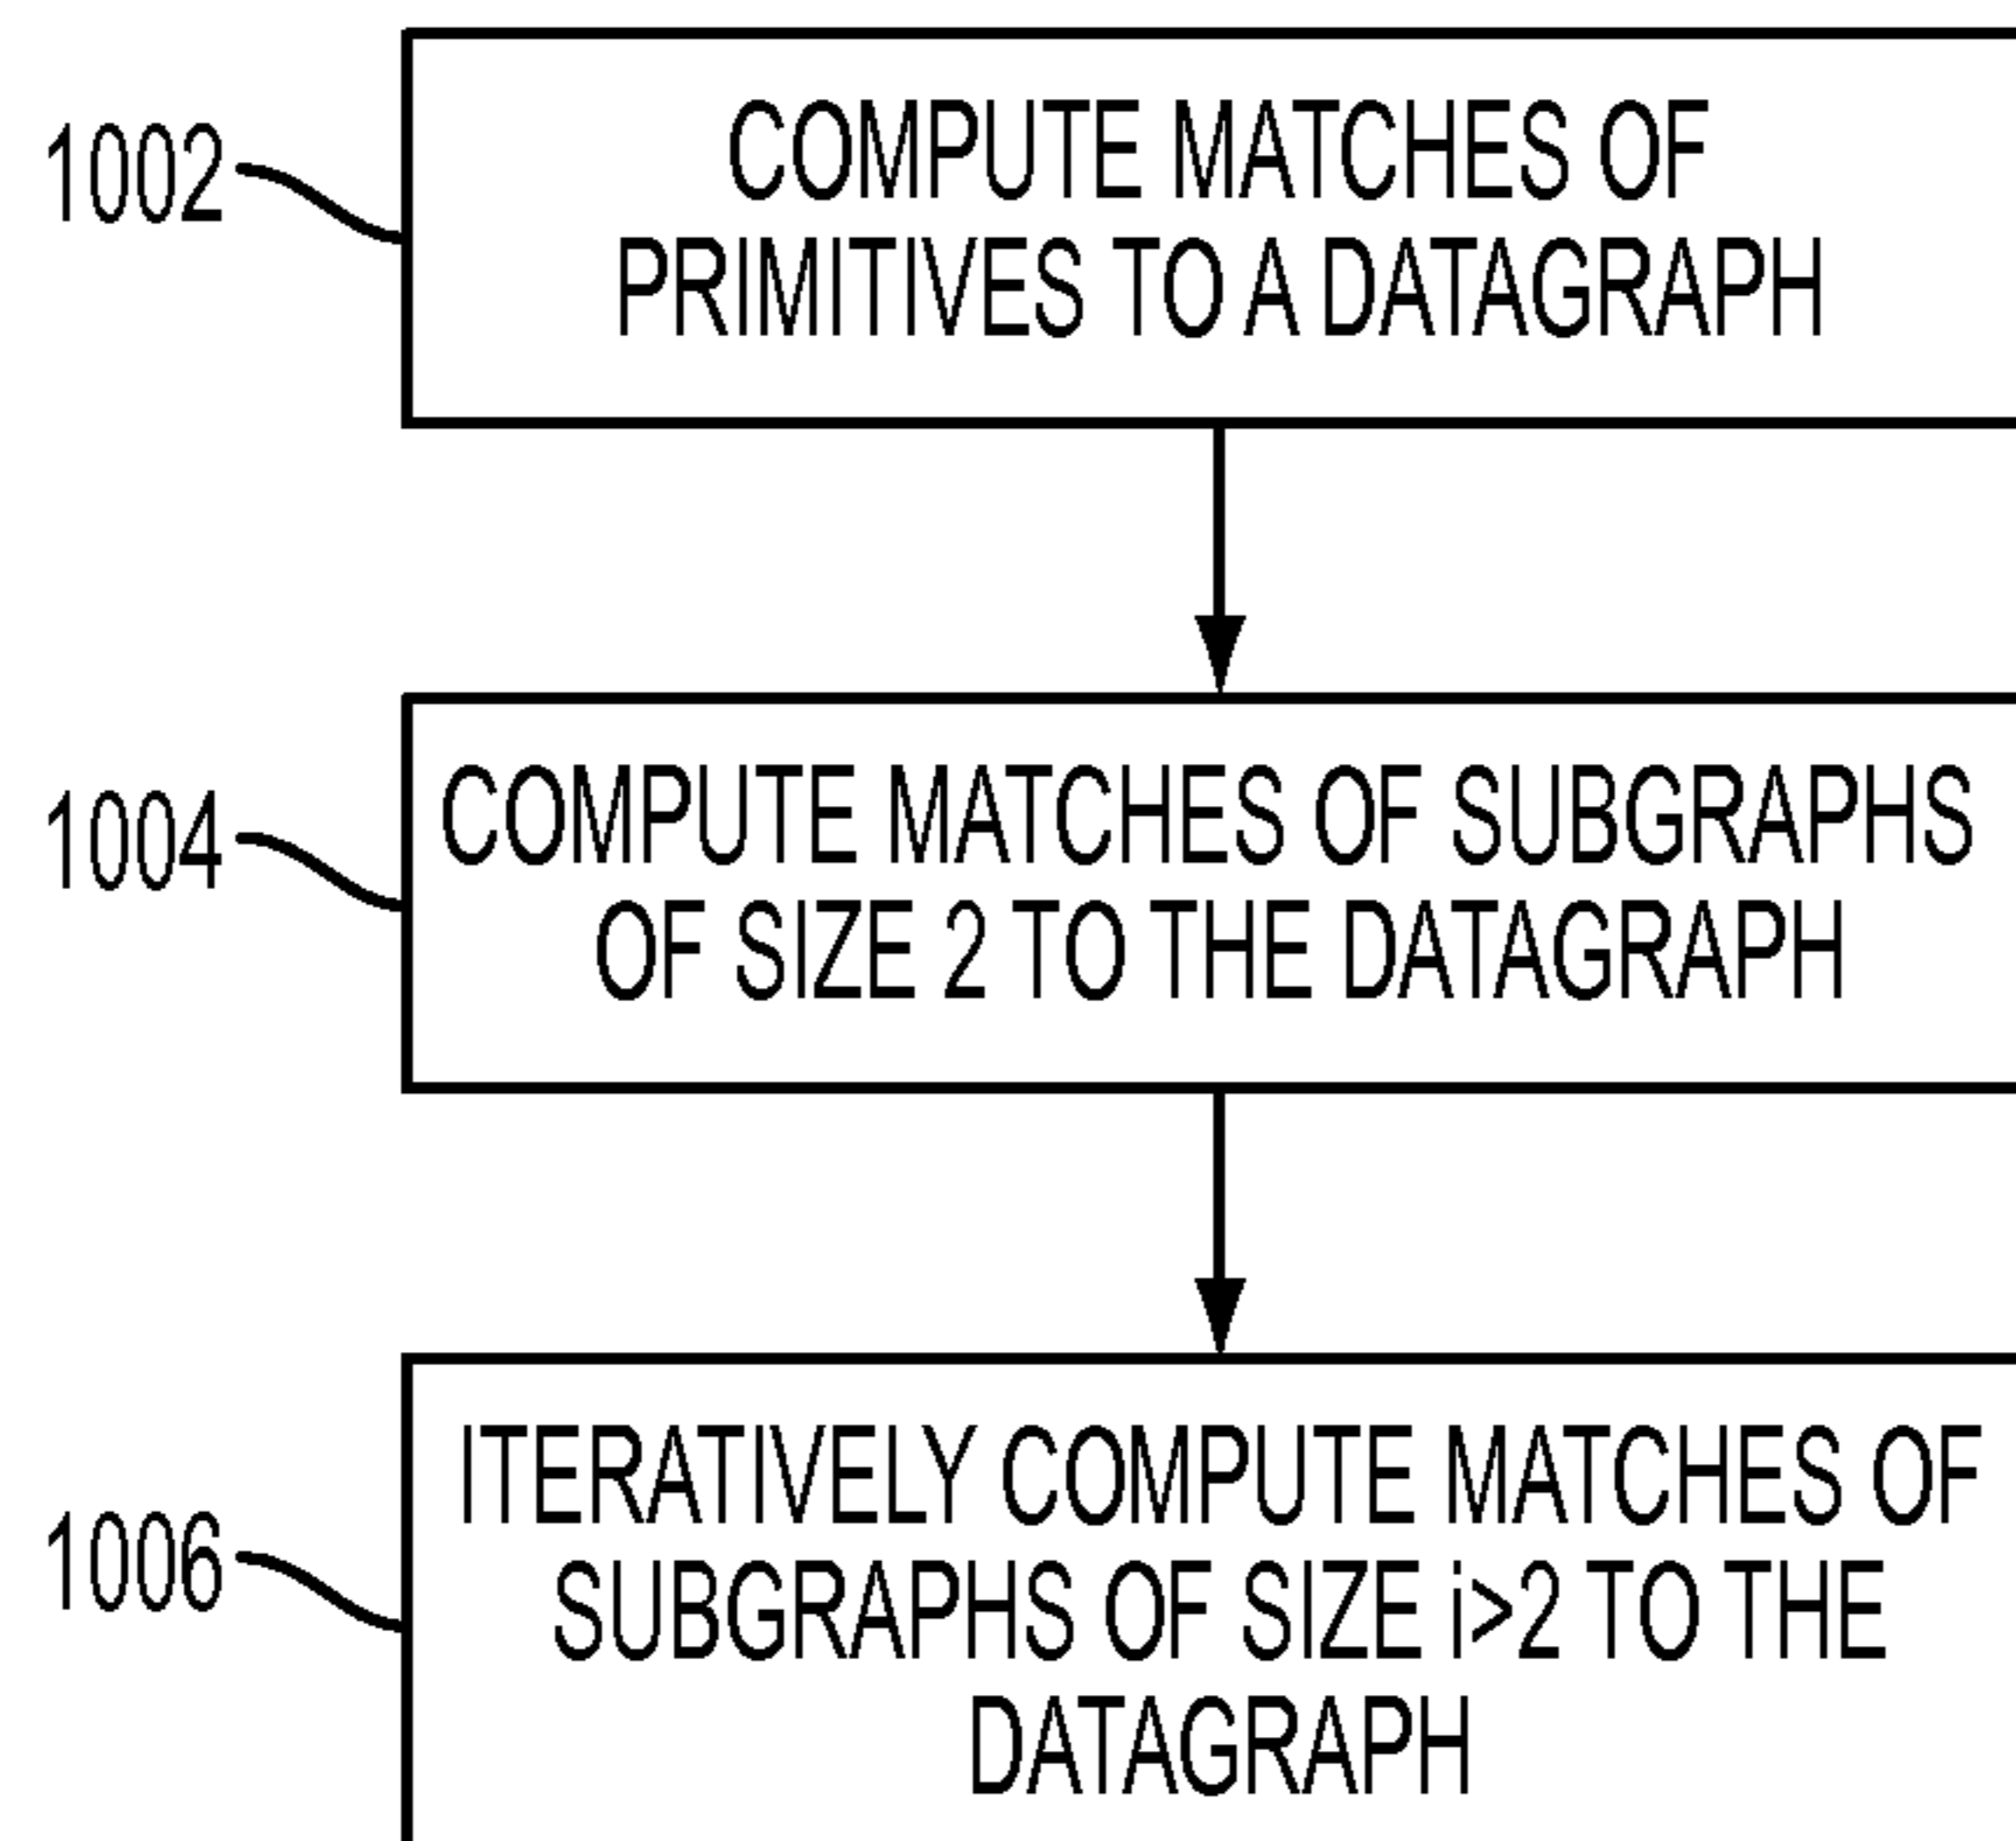 1002
COMPUTE MATCHES OF
PRIMITIVES TO A DATAGRAPH
1004
COMPUTE MATCHES OF SUBGRAPHS
OF SIZE 2 TO THE DATAGRAPH
1006
ITERATIVELY COMPUTE MATCHES OF
SUBGRAPHS OF SIZE i>2 TO THE
DATAGRAPH